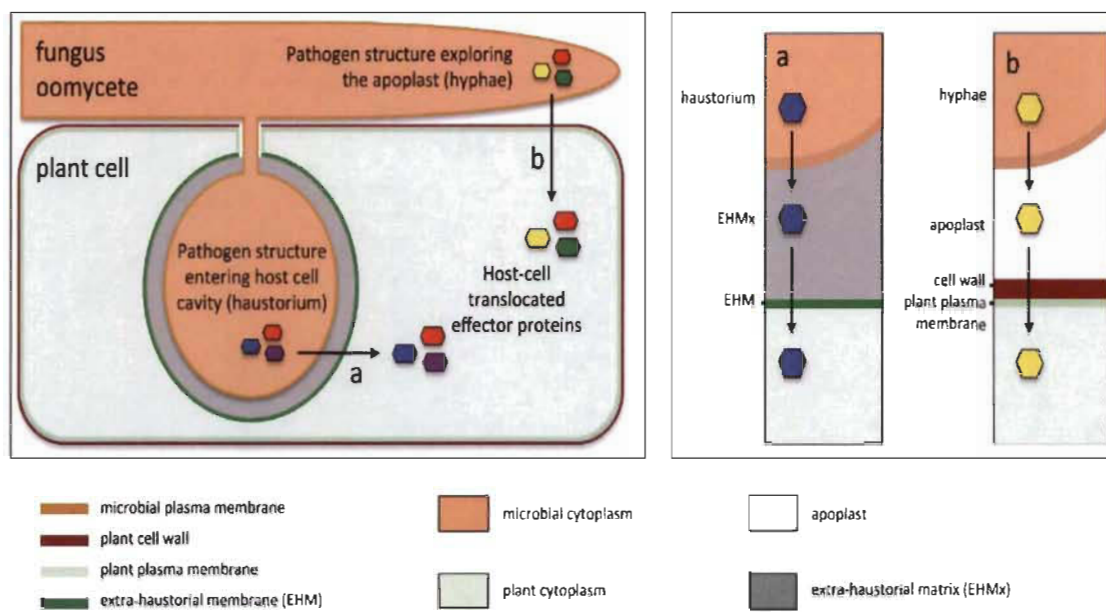 fungus
oomycete
Pathogen structure exploring
the apoplast (hyphae)
plant cell
b
Pathogen structure
entering host cell
cavity (haustorium)
a
Host-cell
translocated
effector proteins
a
haustorium
EHMx
EHM
b
hyphae
apoplast
cell wall
plant plasma
membrane
microbial plasma membrane
plant cell wall
plant plasma membrane
extra-haustorial membrane (EHM)
microbial cytoplasm
plant cytoplasm
apoplast
extra-haustorial matrix (EHMx)